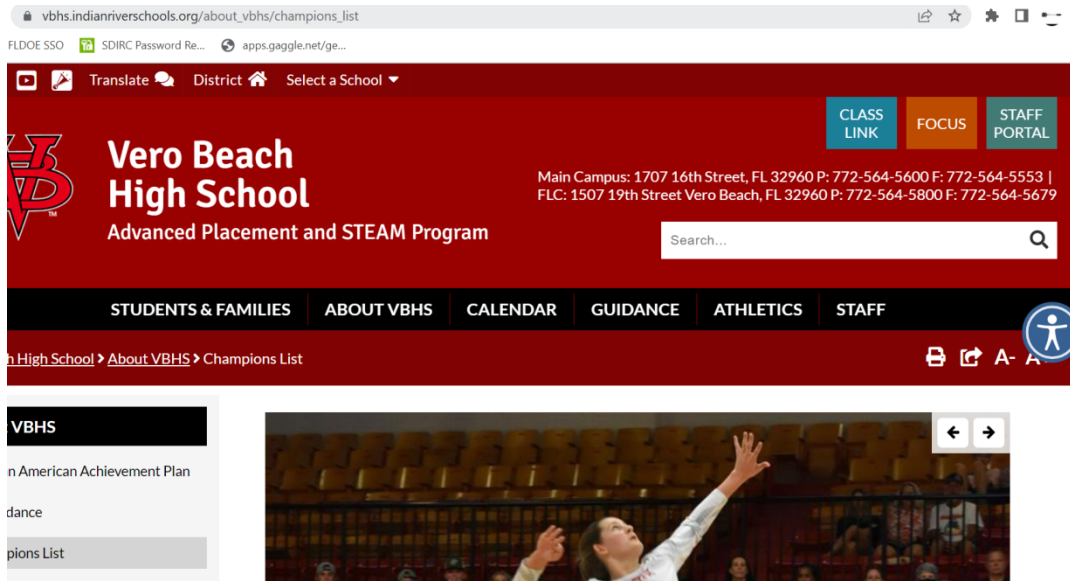 vbhs.indianriverschools.org/about_vbhs/champions_list
FLDOE SSO SDIRC Password Re... apps.gaggle.net/ge...
Translate District Select a School
CLASS LINK
FOCUS
STAFF PORTAL
VB
TM
Vero Beach
High School
Advanced Placement and STEAM Program
Main Campus: 1707 16th Street, FL 32960 P: 772-564-5600 F: 772-564-5553 |
FLC: 1507 19th Street Vero Beach, FL 32960 P: 772-564-5800 F: 772-564-5679
Search...
STUDENTS & FAMILIES ABOUT VBHS CALENDAR GUIDANCE ATHLETICS STAFF
h High School > About VBHS > Champions List
A- A
VBHS
n American Achievement Plan
dance
pions List